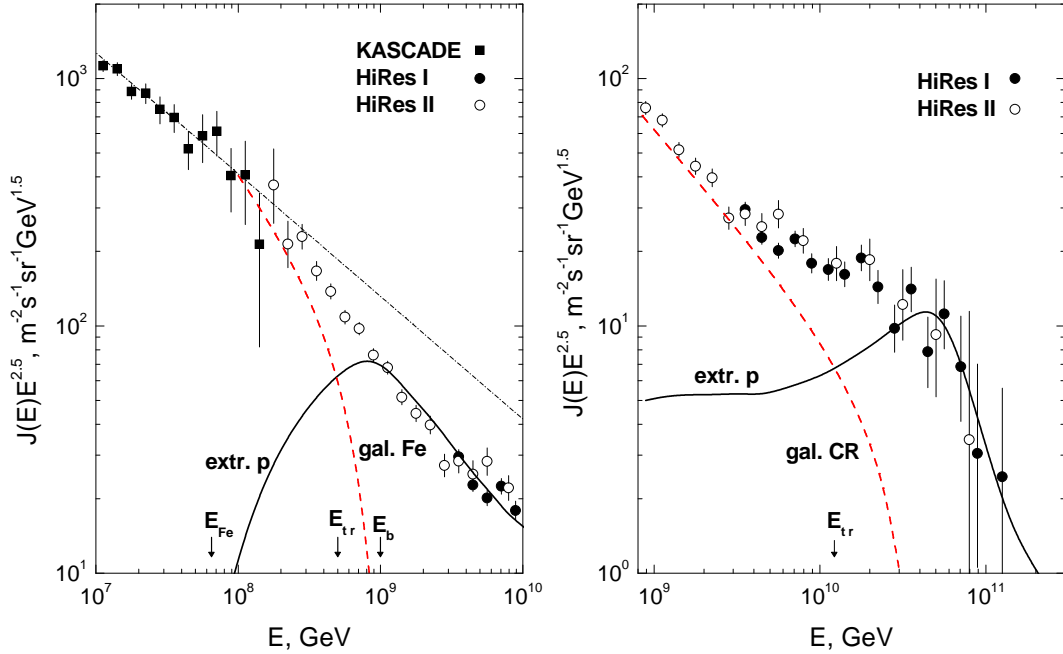 KASCADE
HiRes I
HiRes II
10^3
10^2
10^1
J(E)E^2.5, m^-2s^-1sr^-1GeV^1.5
extr. p
gal. Fe
E_Fe
E_tr
E_b
10^7
10^8
10^9
10^10
E, GeV
HiRes I
HiRes II
10^2
10^1
10^0
J(E)E^2.5, m^-2s^-1sr^-1GeV^1.5
extr. p
gal. CR
E_tr
10^9
10^10
10^11
E, GeV